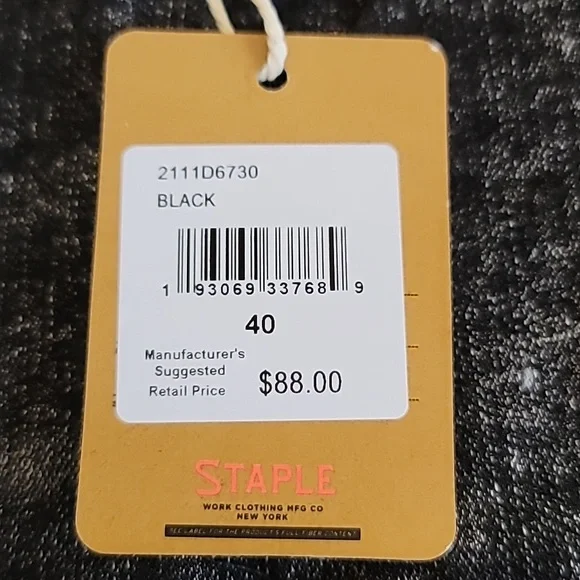 2111D6730
BLACK
1 93069 33768 9
40
Manufacturer's
Suggested
Retail Price $88.00
STAPLE
WORK CLOTHING MFG CO
NEW YORK